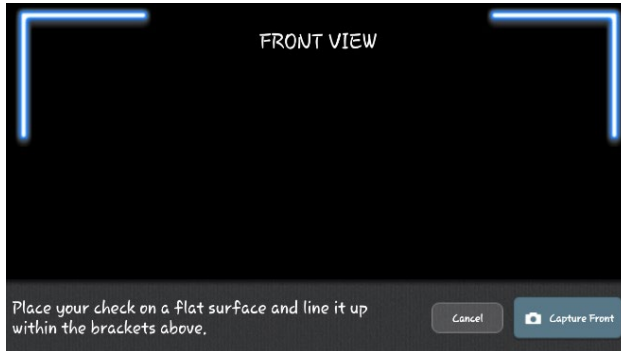 FRONT VIEW
Place your check on a flat surface and line it up
within the brackets above.
Cancel
Capture Front